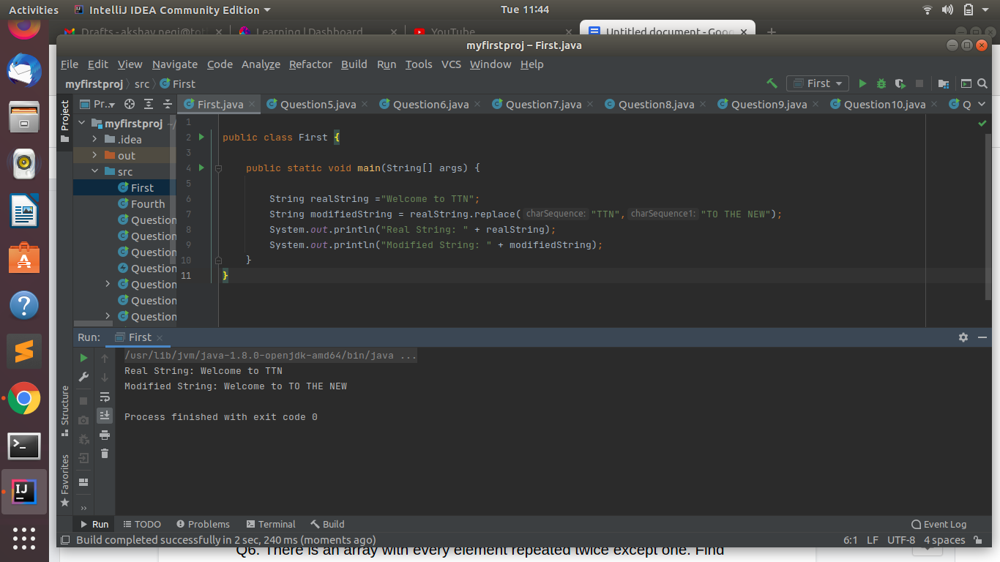 Activities IntelliJ IDEA Community Edition Tue 11:44
Learning | Dashboard YouTube Untitled document - Goo
myfirstproj – First.java
File Edit View Navigate Code Analyze Refactor Build Run Tools VCS Window Help
myfirstproj src First First
Project Pr.. First.java Question5.java Question6.java Question7.java Question8.java Question9.java Question10.java Q
myfirstproj
.idea
out
src
First
Fourth
Question
Question
Question
Question
Question
Question
Question
1
2 public class First {
3
4 public static void main(String[] args) {
5
6 String realString ="Welcome to TTN";
7 String modifiedString = realString.replace( charSequence: "TTN", charSequence1: "TO THE NEW");
8 System.out.println("Real String: " + realString);
9 System.out.println("Modified String: " + modifiedString);
10 }
11 }
Run: First
/usr/lib/jvm/java-1.8.0-openjdk-amd64/bin/java ...
Real String: Welcome to TTN
Modified String: Welcome to TO THE NEW
Process finished with exit code 0
Structure
Favorites
Run TODO Problems Terminal Build Event Log
Build completed successfully in 2 sec, 240 ms (moments ago) 6:1 LF UTF-8 4 spaces
Q6. There is an array with every element repeated twice except one. Find